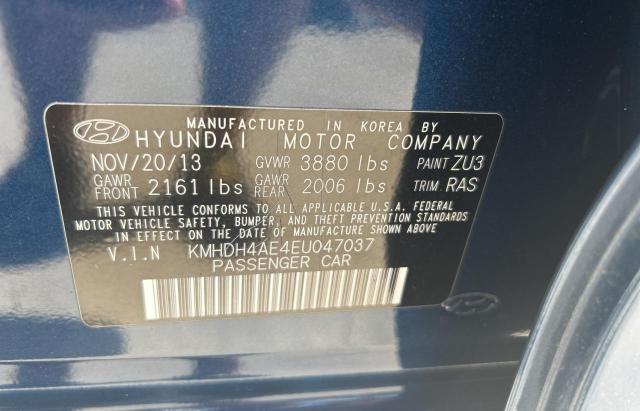 MANUFACTURED IN KOREA BY
HYUNDAI MOTOR COMPANY
NOV/20/13 GVWR 3880 lbs PAINT ZU3
GAWR FRONT 2161 lbs GAWR REAR 2006 lbs TRIM RAS
THIS VEHICLE CONFORMS TO ALL APPLICABLE U.S.A. FEDERAL
MOTOR VEHICLE SAFETY, BUMPER, AND THEFT PREVENTION STANDARDS
IN EFFECT ON THE DATE OF MANUFACTURE SHOWN ABOVE.
V.I.N KMHDH4AE4EU047037
PASSENGER CAR